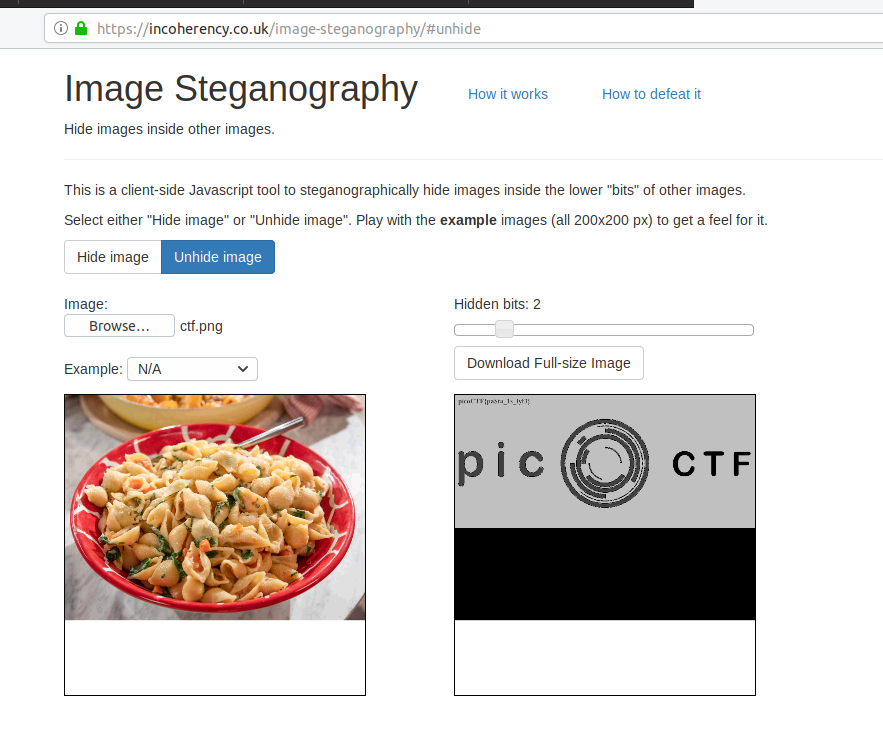 https://incoherency.co.uk/image-steganography/#unhide
Image Steganography How it works How to defeat it
Hide images inside other images.
This is a client-side Javascript tool to steganographically hide images inside the lower "bits" of other images.
Select either "Hide image" or "Unhide image". Play with the example images (all 200x200 px) to get a feel for it.
Hide image Unhide image
Image: Hidden bits: 2
Browse... ctf.png
Download Full-size Image
Example: N/A
pic CTF